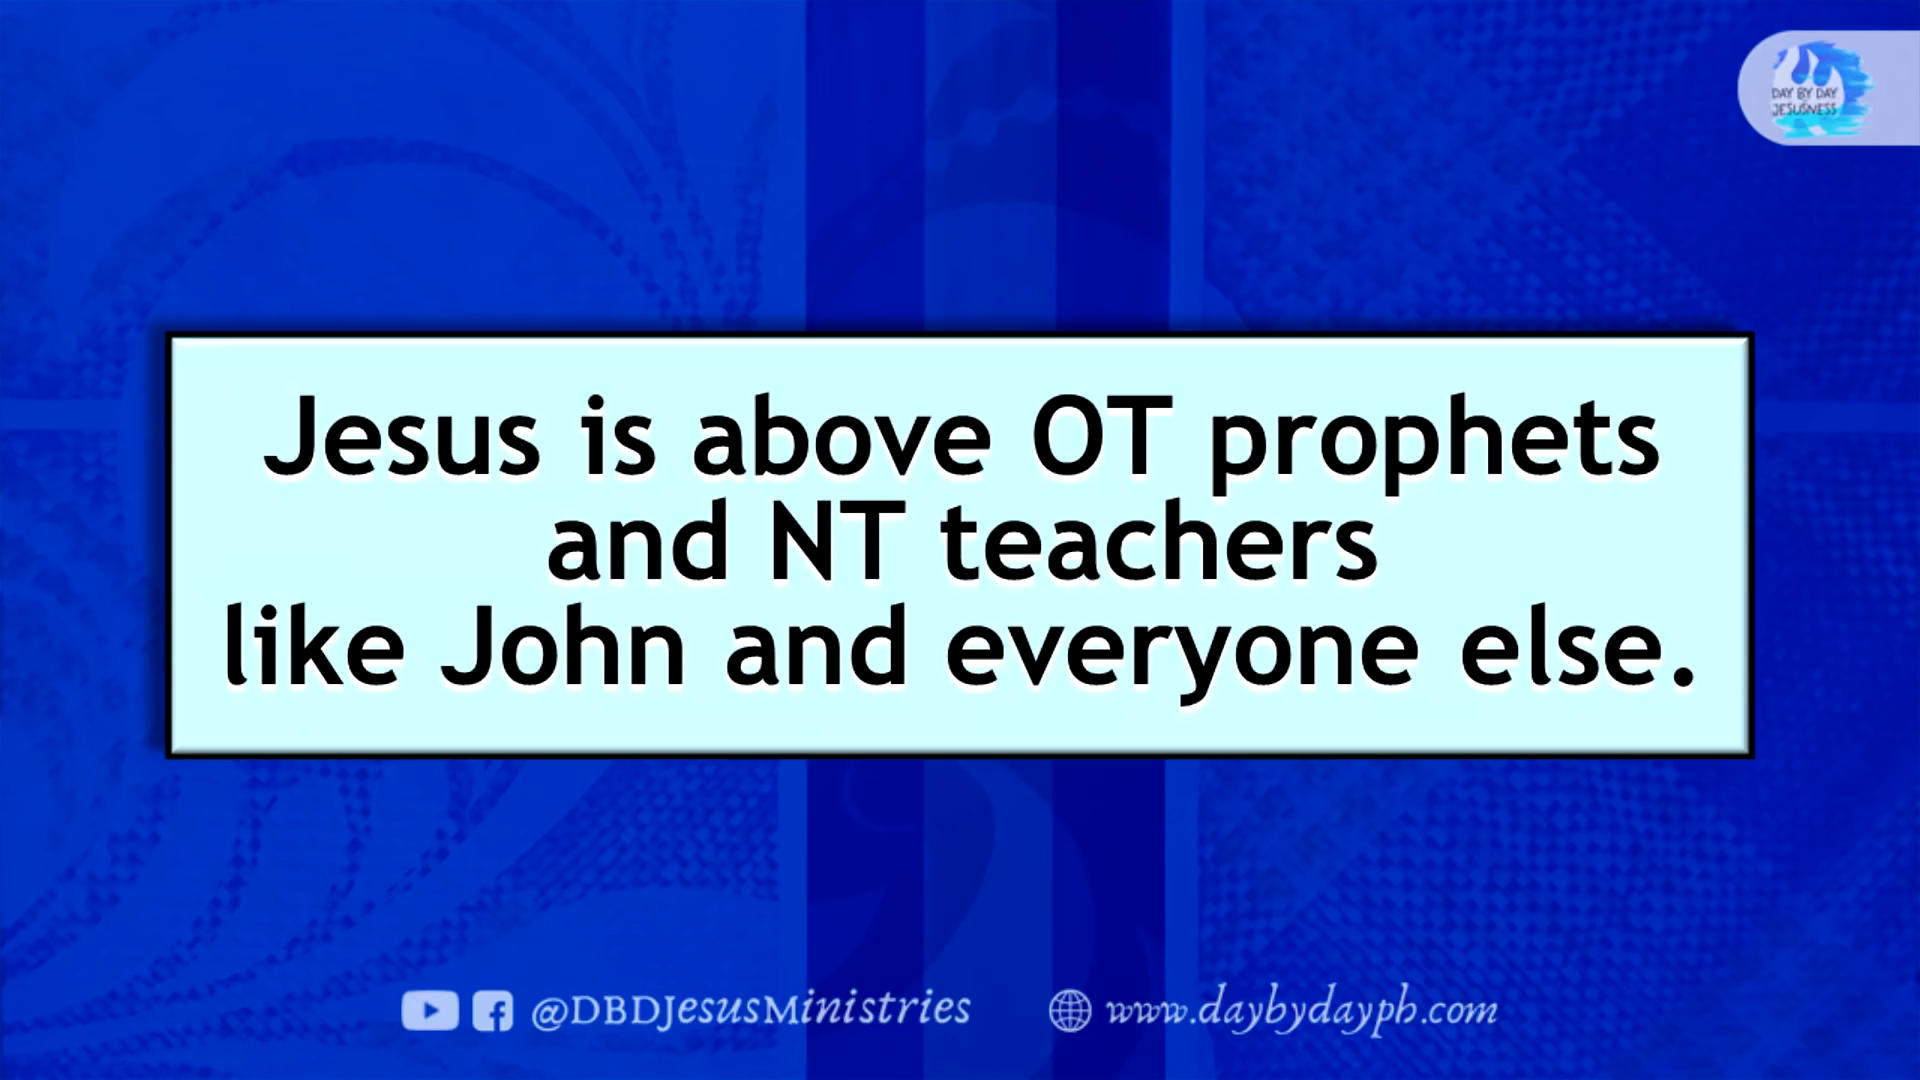 DAY BY DAY
JESUSNESS
Jesus is above OT prophets
and NT teachers
like John and everyone else.
@DBDJesusMinistries
www.daybydayph.com